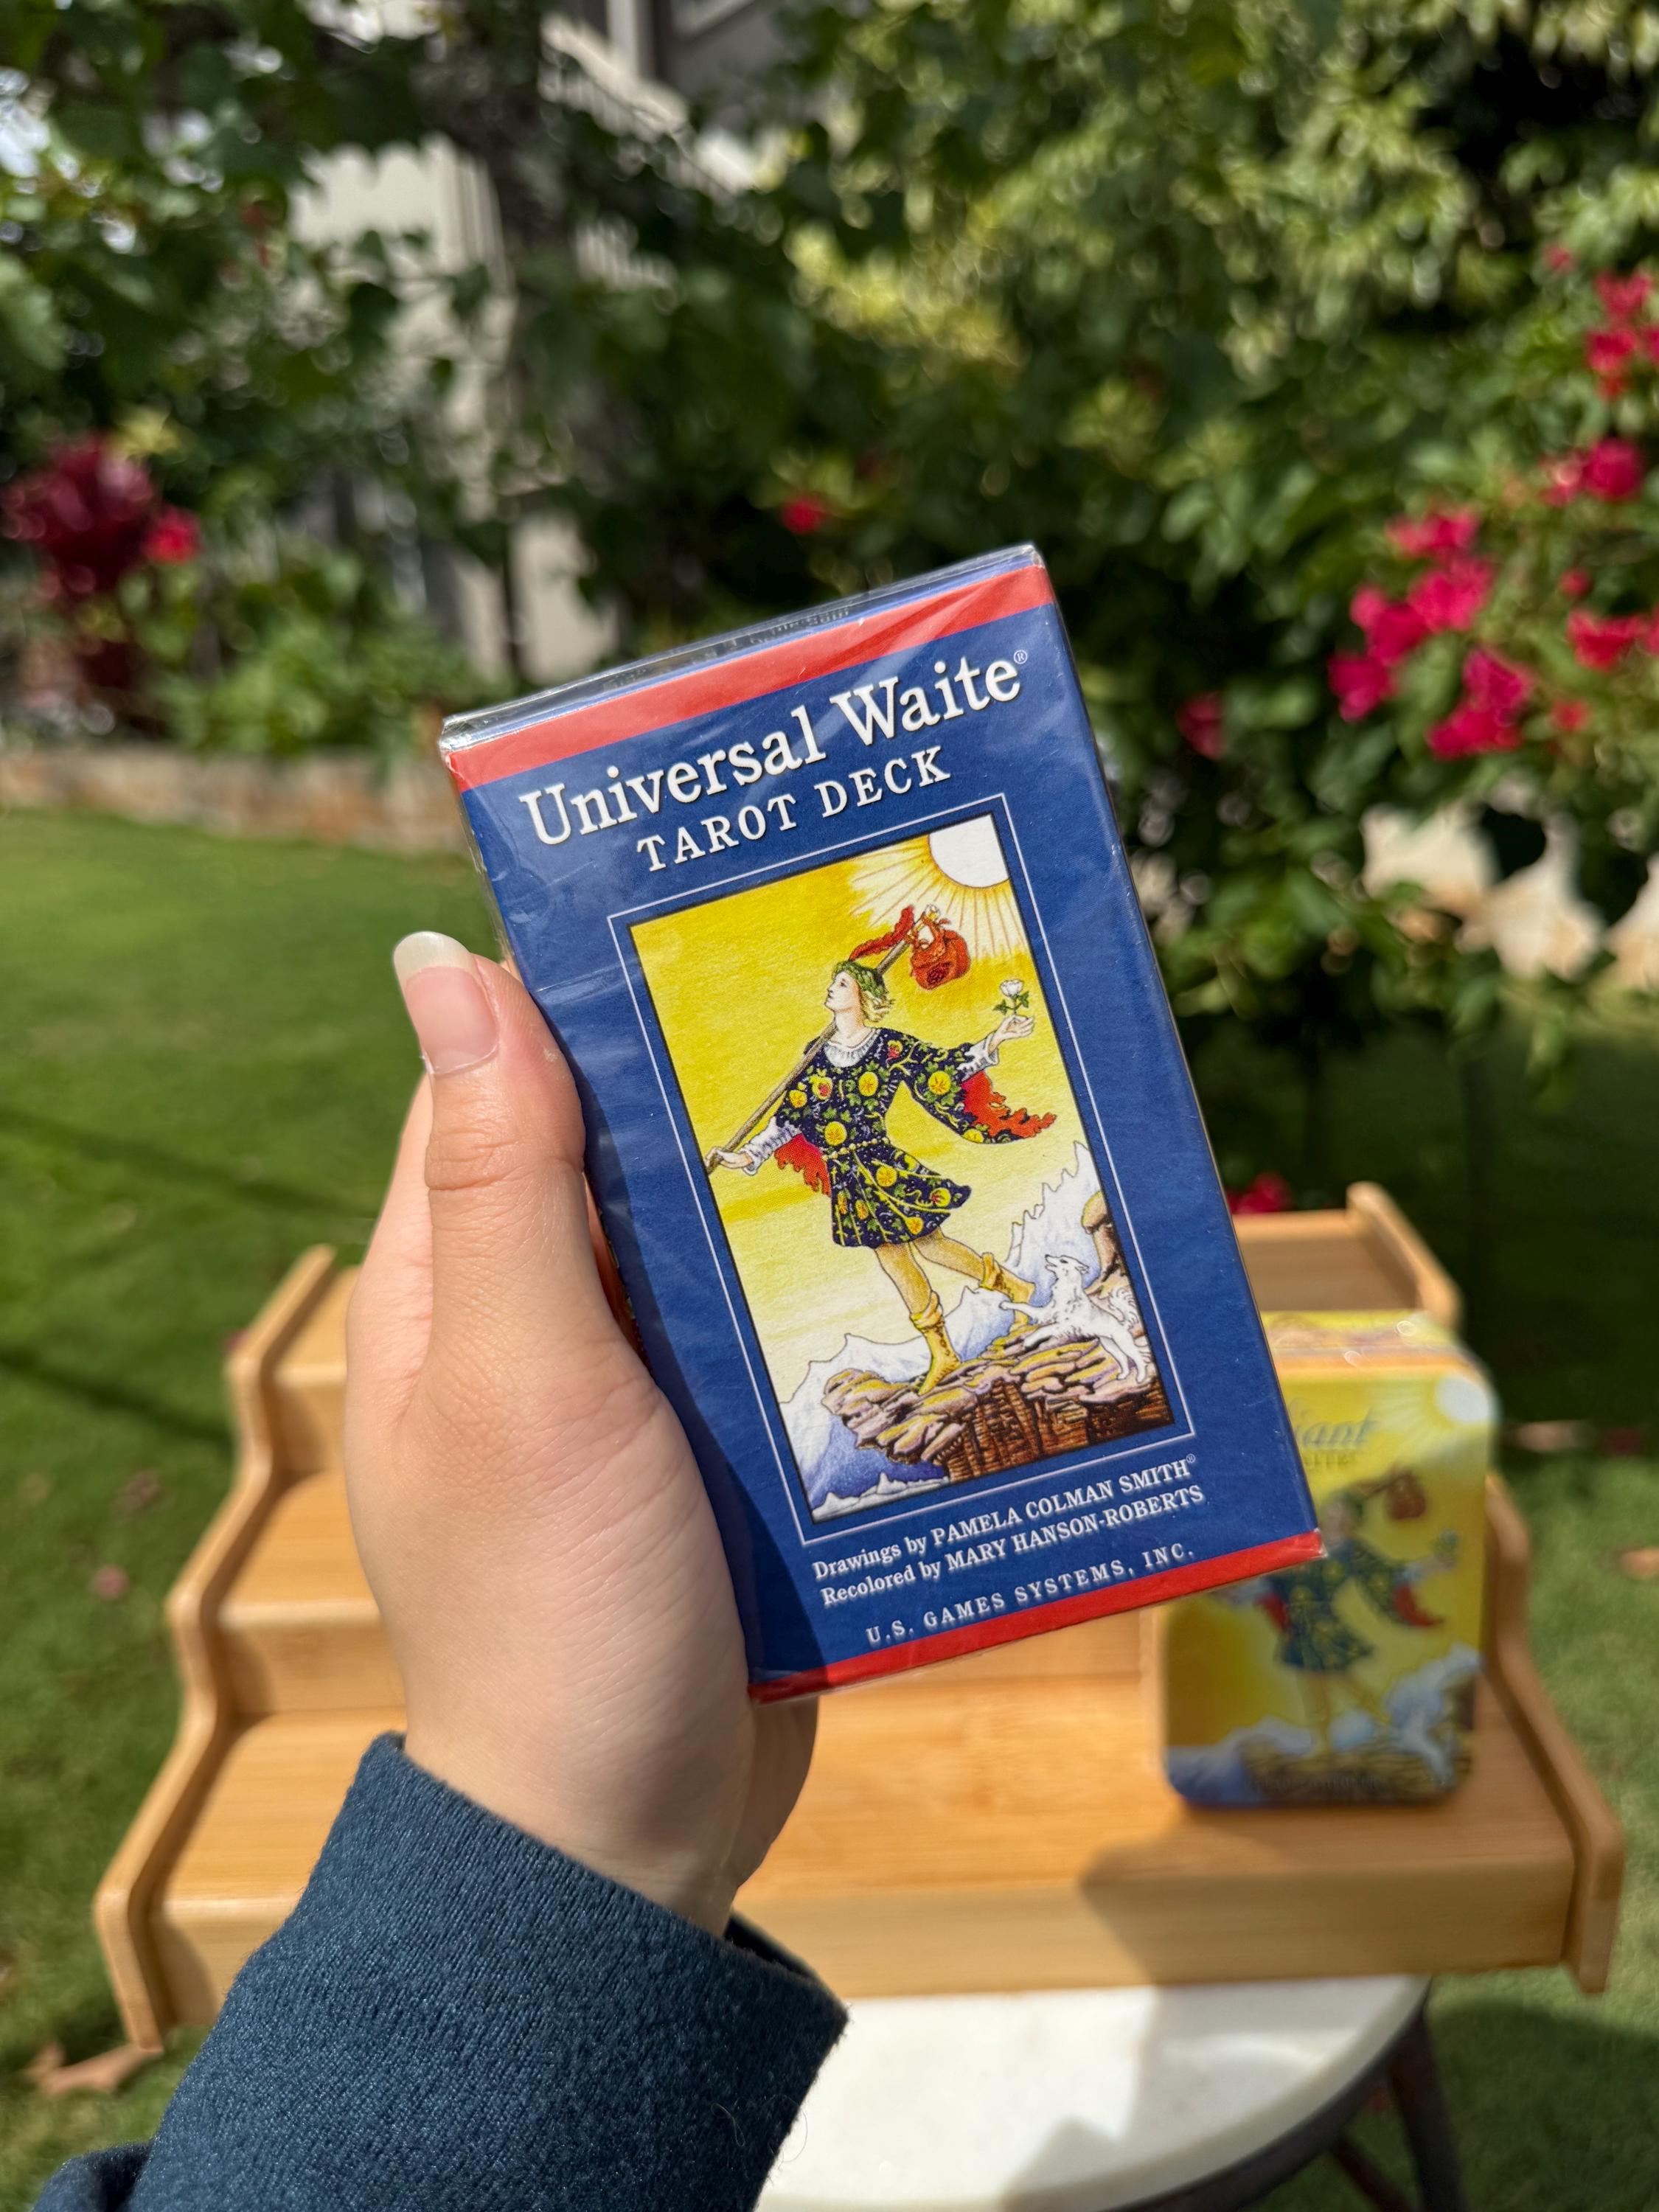 Universal Waite®
TAROT DECK
Drawings by PAMELA COLMAN SMITH®
Recolored by MARY HANSON-ROBERTS
U.S. GAMES SYSTEMS, INC.